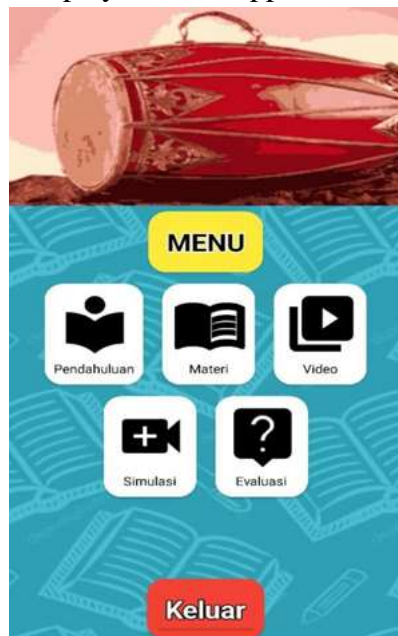 MENU
Pendahuluan
Materi
Video
Simulasi
Evaluasi
Keluar